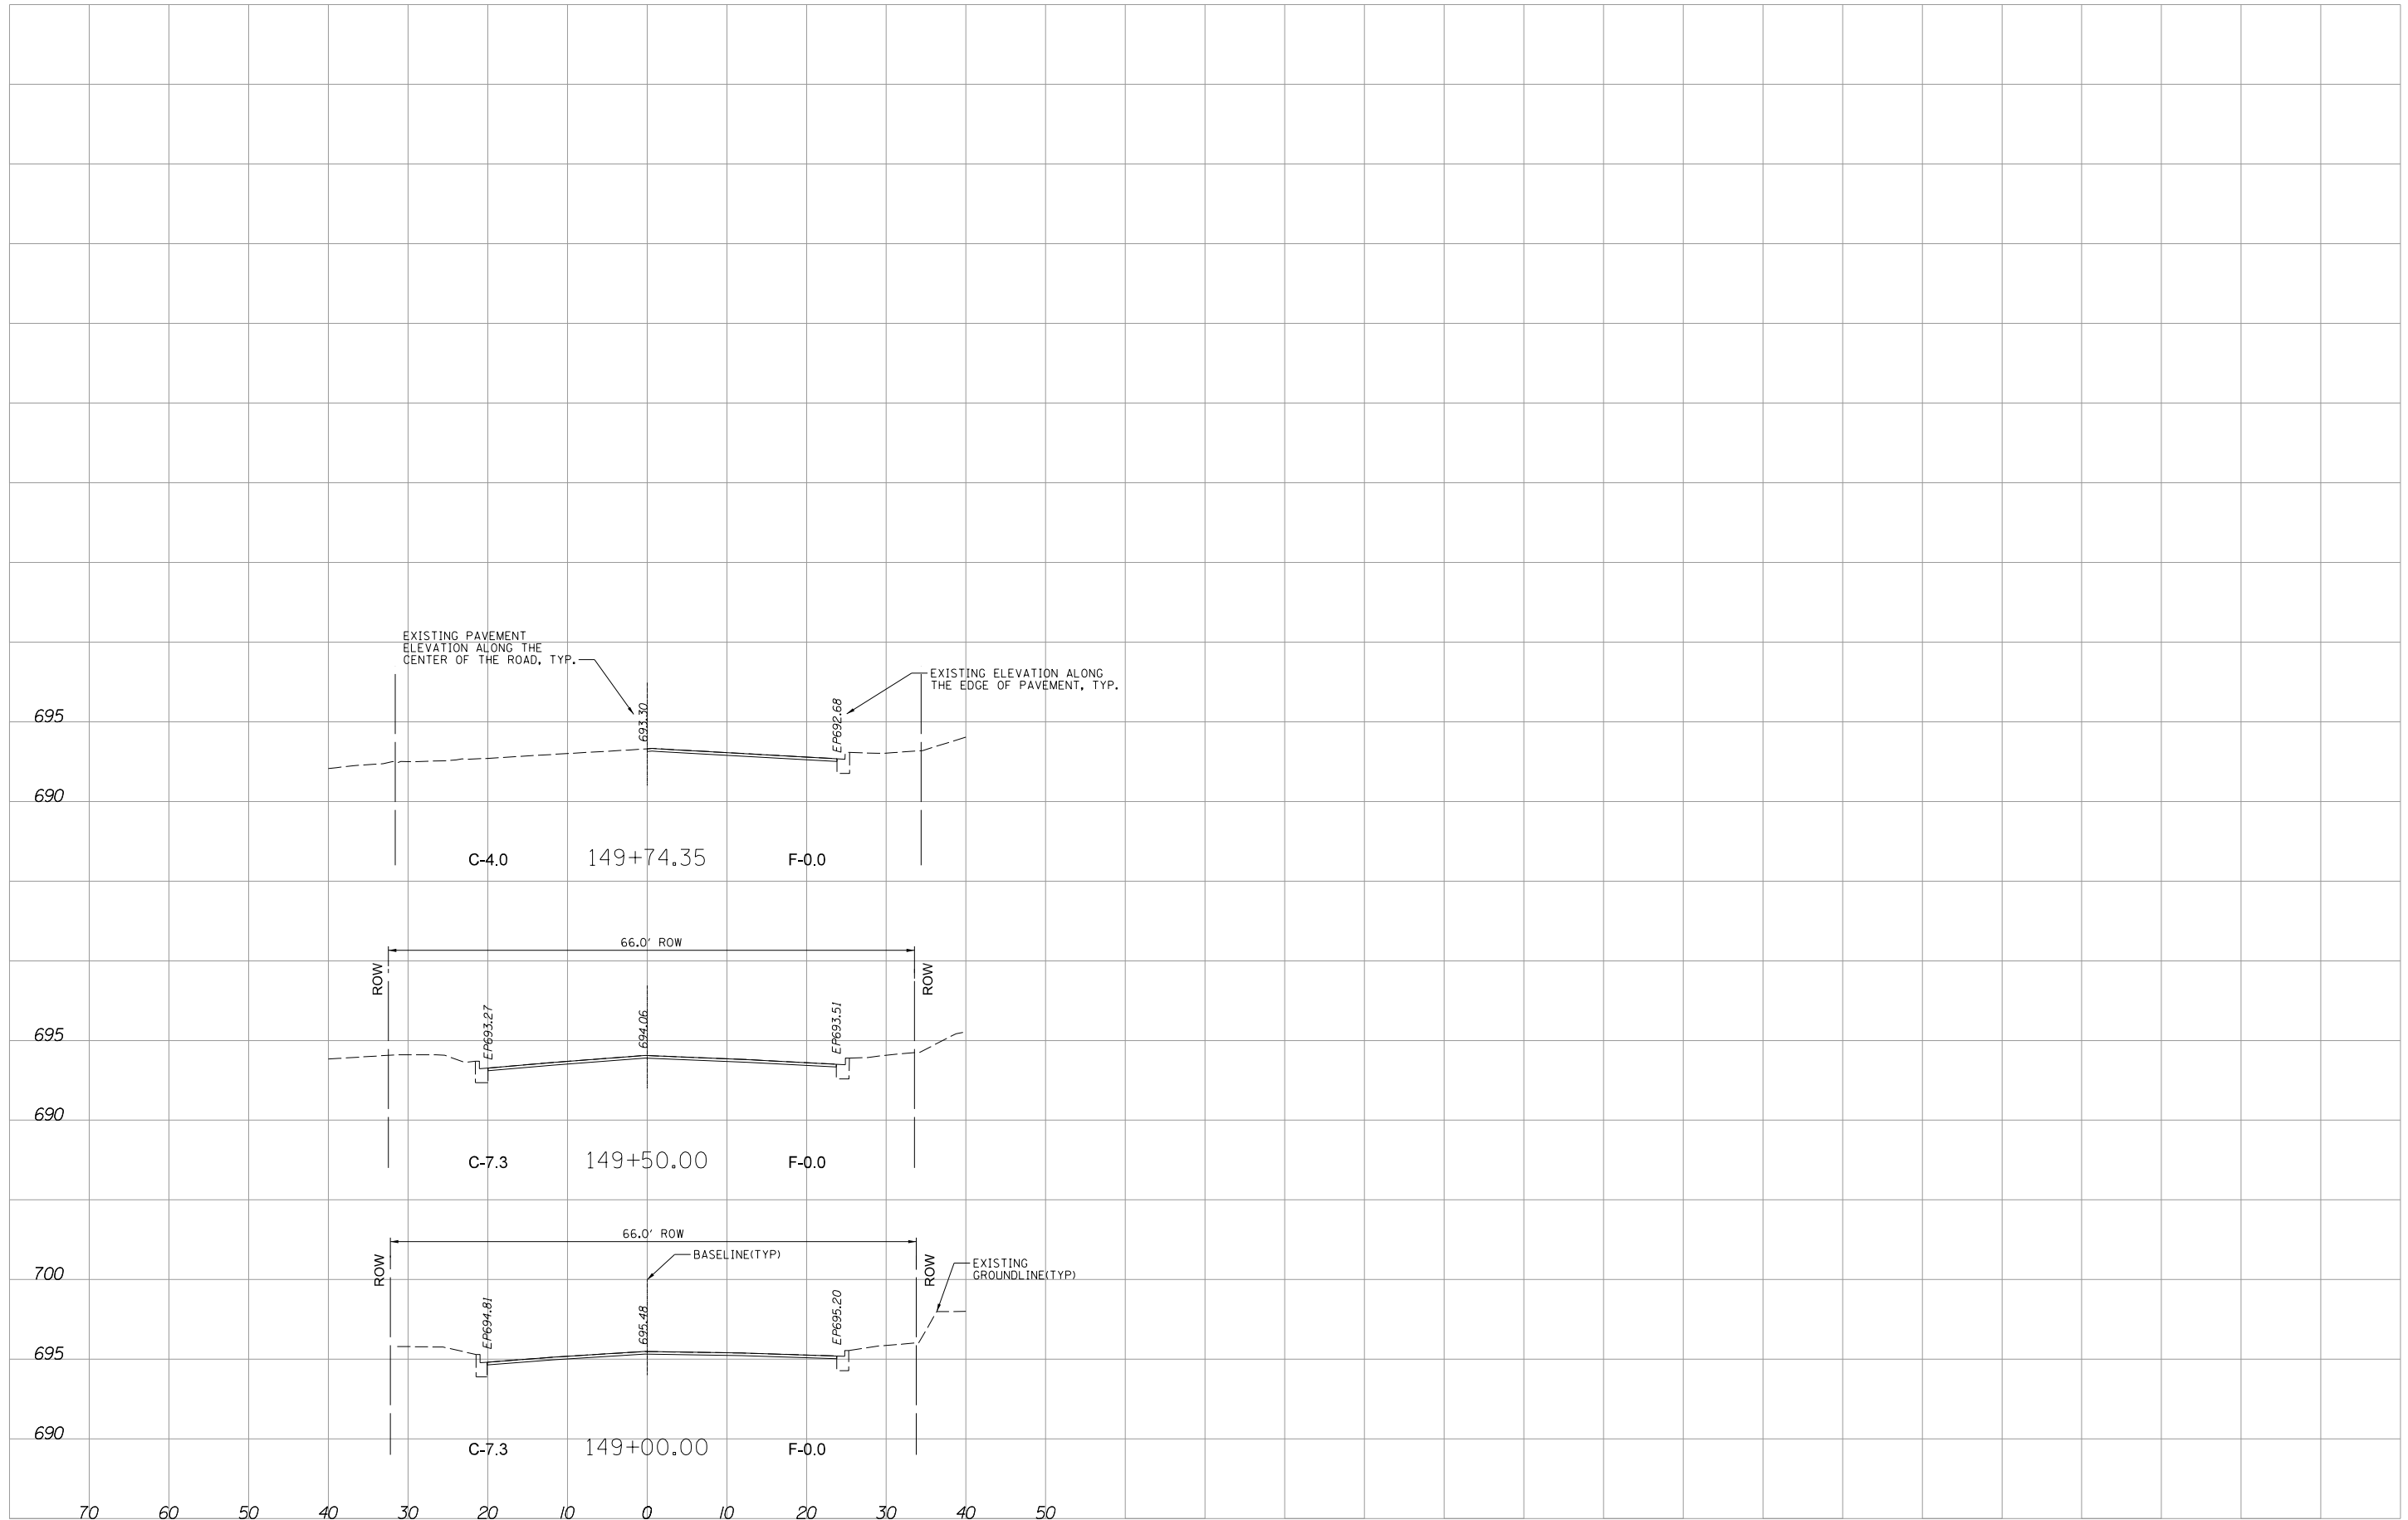 EXISTING PAVEMENT
ELEVATION ALONG THE
CENTER OF THE ROAD, TYP.
EXISTING ELEVATION ALONG
THE EDGE OF PAVEMENT, TYP.
693.30
EP692.68
695
690
C-4.0
149+74.35
F-0.0
66.0' ROW
ROW
ROW
EP693.27
694.06
EP693.51
695
690
C-7.3
149+50.00
F-0.0
66.0' ROW
BASELINE(TYP)
ROW
ROW
EXISTING
GROUNDLINE(TYP)
700
EP694.81
695.48
EP695.20
695
690
C-7.3
149+00.00
F-0.0
70 60 50 40 30 20 10 0 10 20 30 40 50